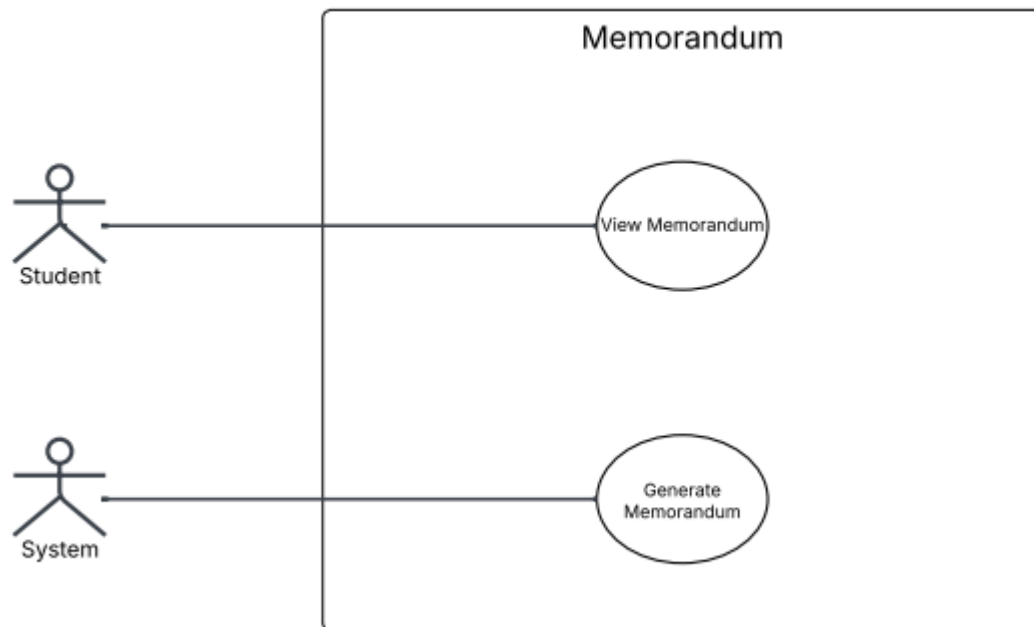 Memorandum
View Memorandum
Student
Generate
Memorandum
System